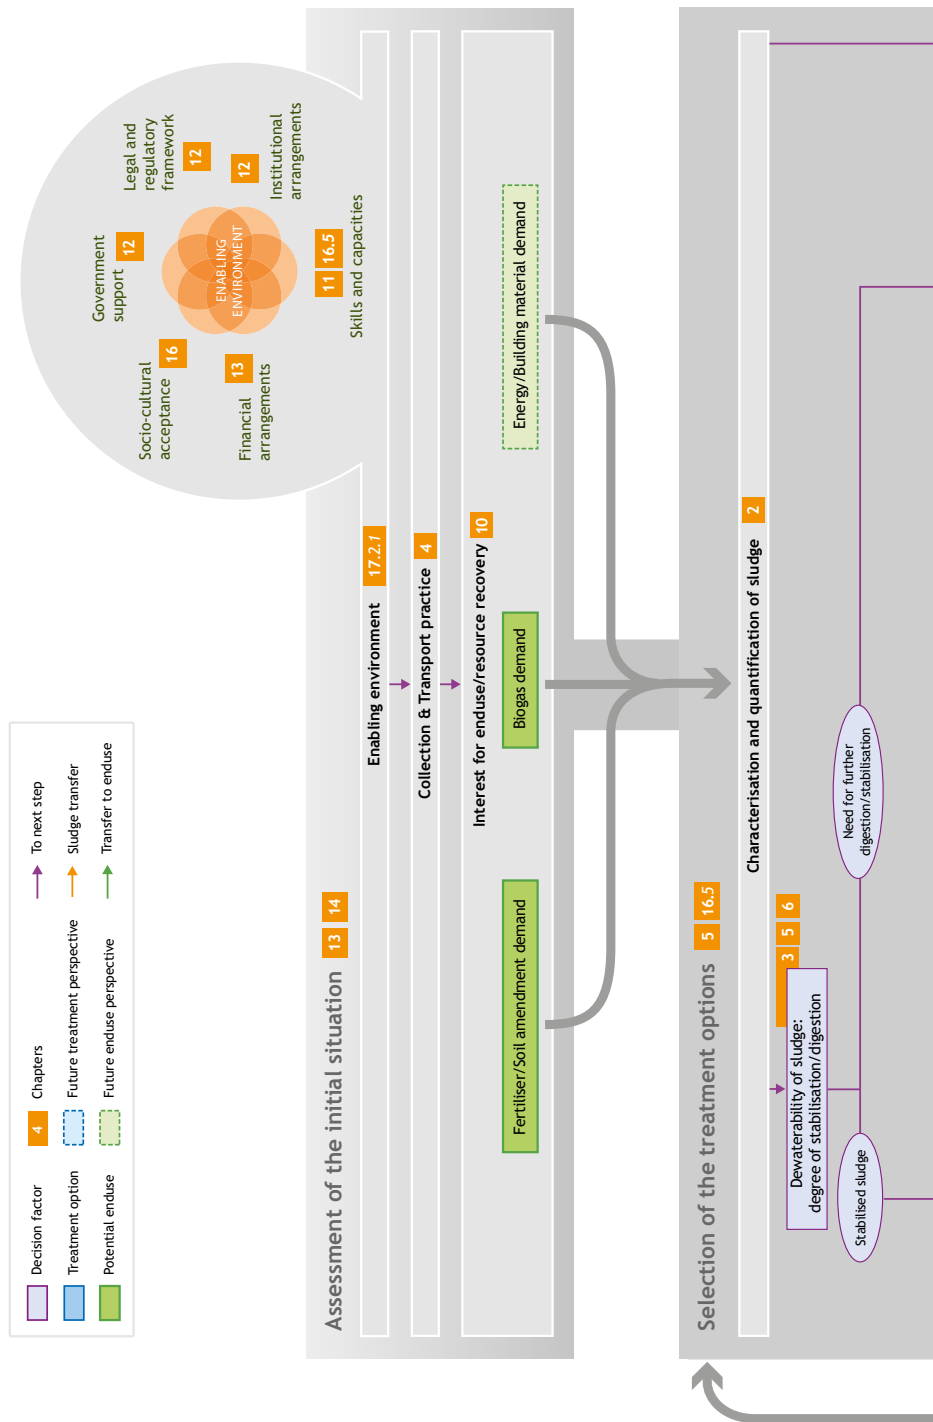 Decision factor
4 Chapters
To next step
Treatment option
Future treatment perspective
Sludge transfer
Potential enduse
Future enduse perspective
Transfer to enduse
Government
support
12
Legal and
regulatory
framework
12
Socio-cultural
acceptance
16
ENABLING
ENVIRONMENT
12
Institutional
arrangements
Financial
arrangements
13
11 16.5
Skills and capacities
Assessment of the initial situation 13 14
Enabling environment 17.2.1
Collection & Transport practice 4
Interest for enduse/resource recovery 10
Fertiliser/Soil amendment demand
Biogas demand
Energy/Building material demand
Selection of the treatment options 5 16.5
Characterisation and quantification of sludge 2
3 5 6
Dewaterability of sludge:
degree of stabilisation/digestion
Stabilised sludge
Need for further
digestion/stabilisation